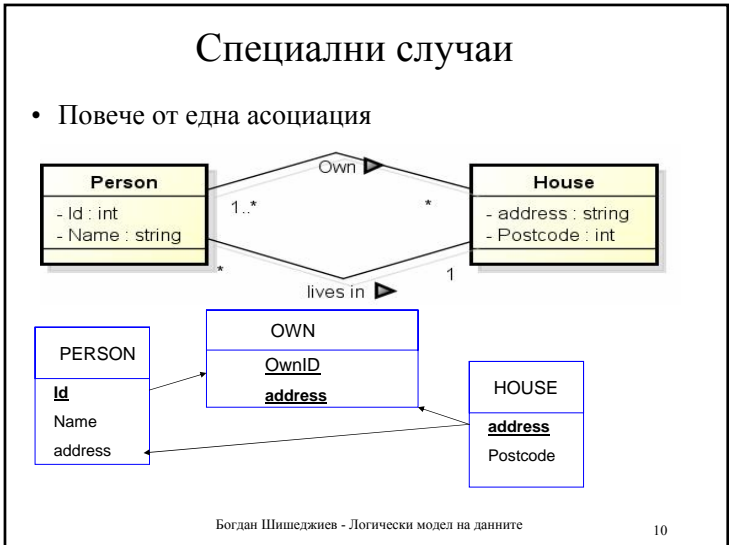 Специални случаи
• Повече от една асоциация
Own
Person
- Id : int
- Name : string
1..*
*
House
- address : string
- Postcode : int
*
1
lives in
PERSON
Id
Name
address
OWN
OwnID
address
HOUSE
address
Postcode
Богдан Шишеджиев - Логически модел на данните
10